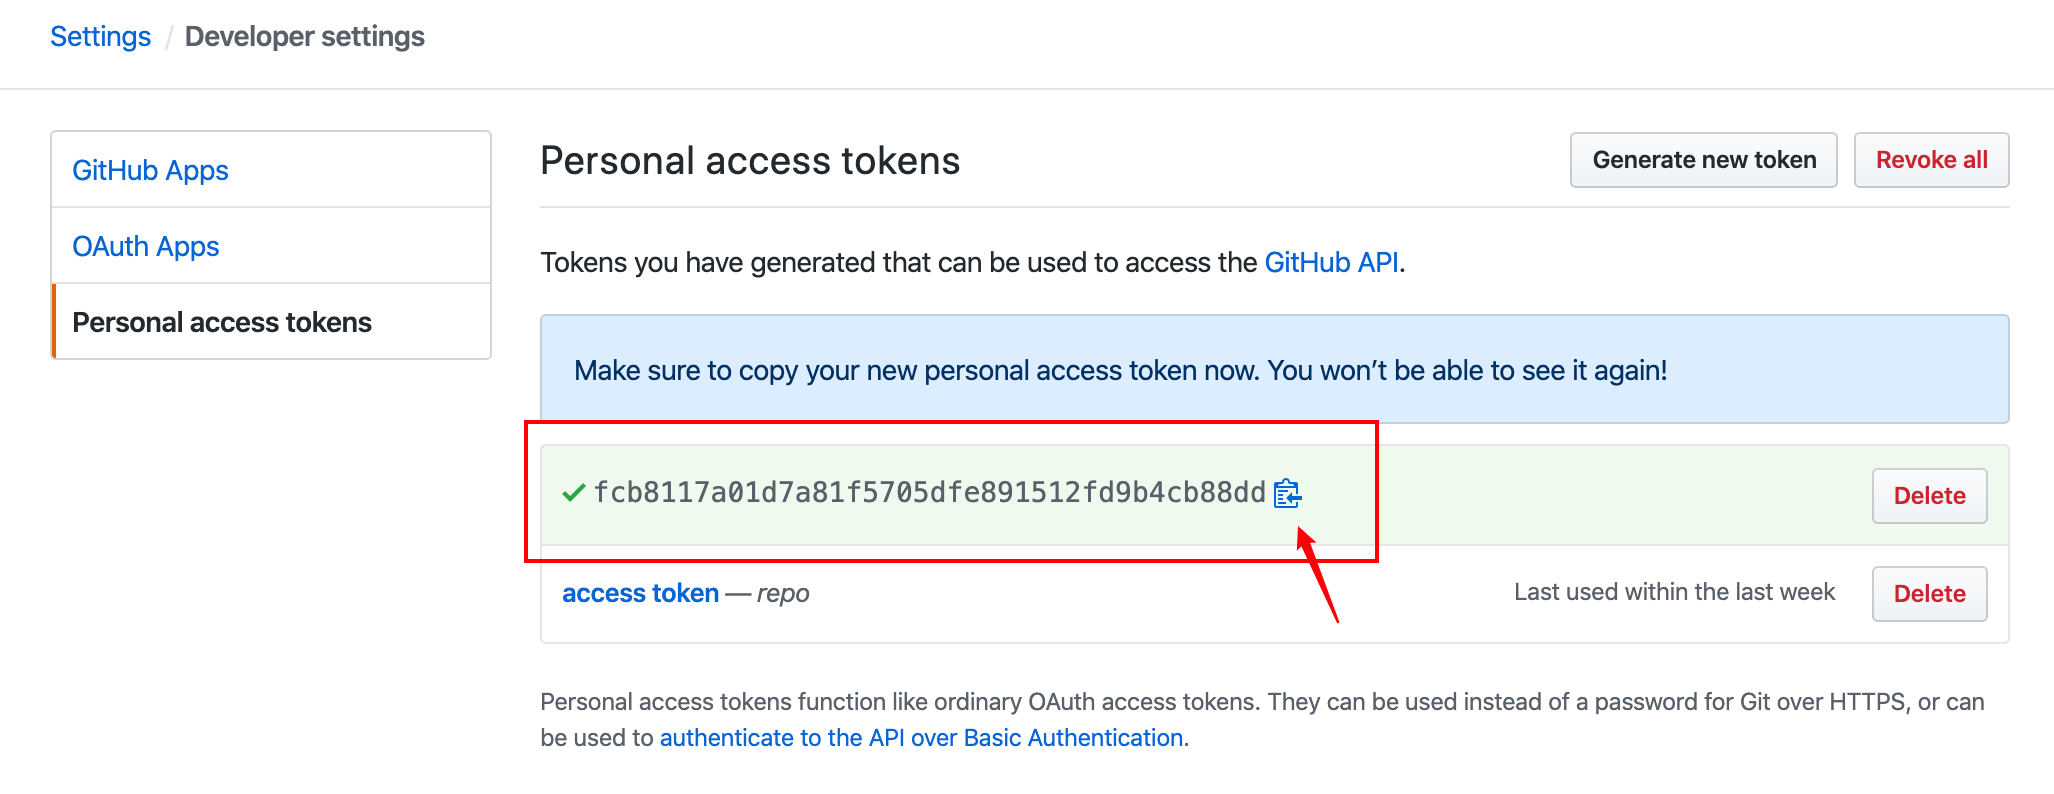 Settings / Developer settings
GitHub Apps
OAuth Apps
Personal access tokens
Personal access tokens
Generate new token
Revoke all
Tokens you have generated that can be used to access the GitHub API.
Make sure to copy your new personal access token now. You won’t be able to see it again!
fcb8117a01d7a81f5705dfe891512fd9b4cb88dd
Delete
access token — repo
Last used within the last week
Delete
Personal access tokens function like ordinary OAuth access tokens. They can be used instead of a password for Git over HTTPS, or can
be used to authenticate to the API over Basic Authentication.